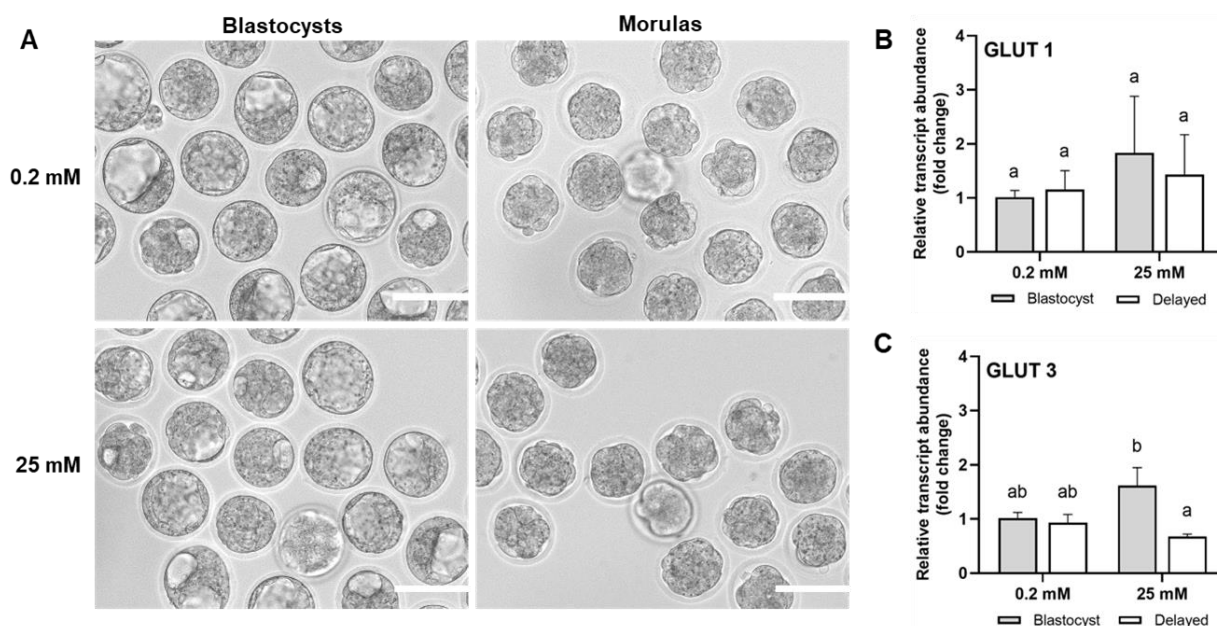 A
Blastocysts
Morulas
0.2 mM
25 mM
B
GLUT 1
Relative transcript abundance
(fold change)
4
3
2
1
0
a
a
a
a
0.2 mM
25 mM
Blastocyst
Delayed
C
GLUT 3
Relative transcript abundance
(fold change)
4
3
2
1
0
ab
ab
b
a
0.2 mM
25 mM
Blastocyst
Delayed